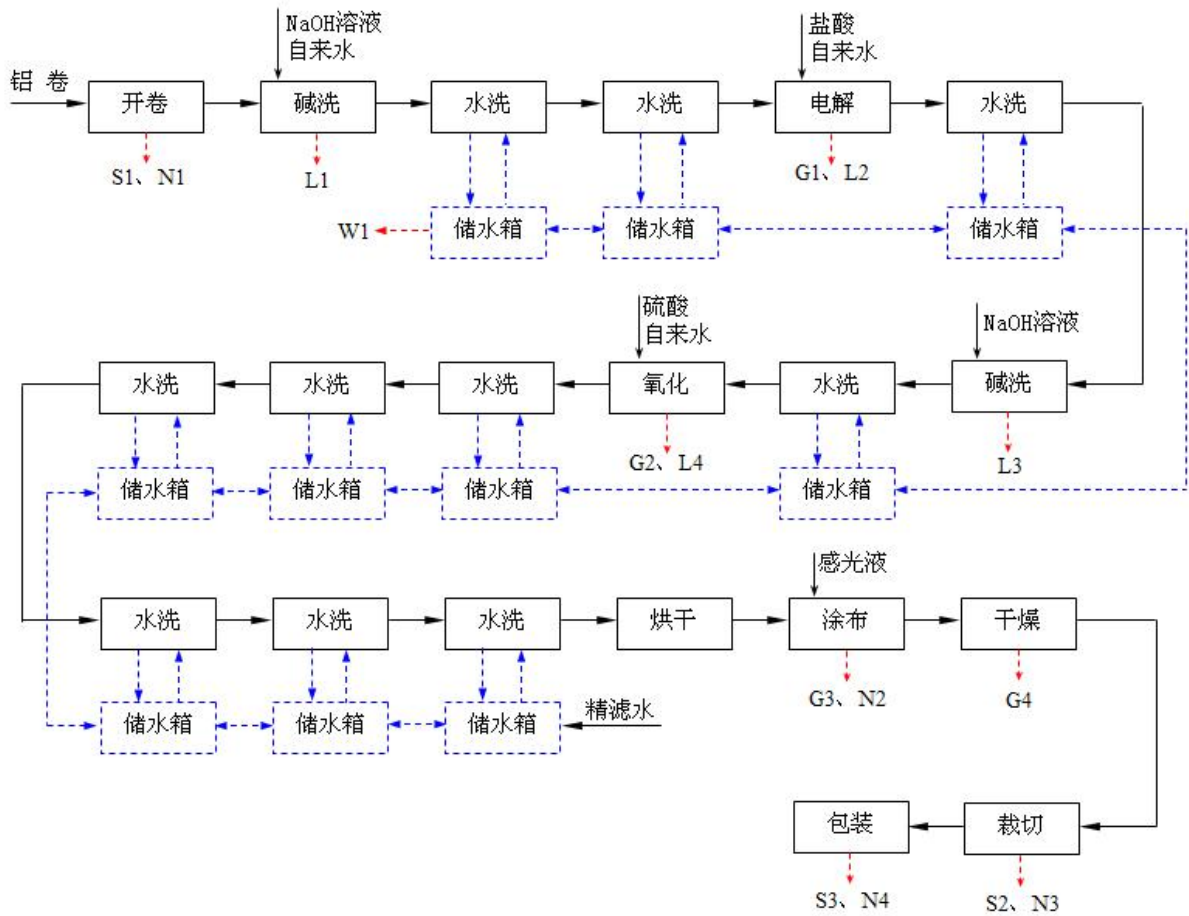 NaOH溶液
自来水
盐酸
自来水
铝 卷
开卷
碱洗
水洗
水洗
电解
水洗
S1、N1
L1
G1、L2
W1
储水箱
储水箱
储水箱
硫酸
自来水
NaOH溶液
水洗
水洗
水洗
氧化
水洗
碱洗
G2、L4
L3
储水箱
储水箱
储水箱
储水箱
感光液
水洗
水洗
水洗
烘干
涂布
干燥
G3、N2
G4
储水箱
储水箱
储水箱
精滤水
包装
栽切
S3、N4
S2、N3